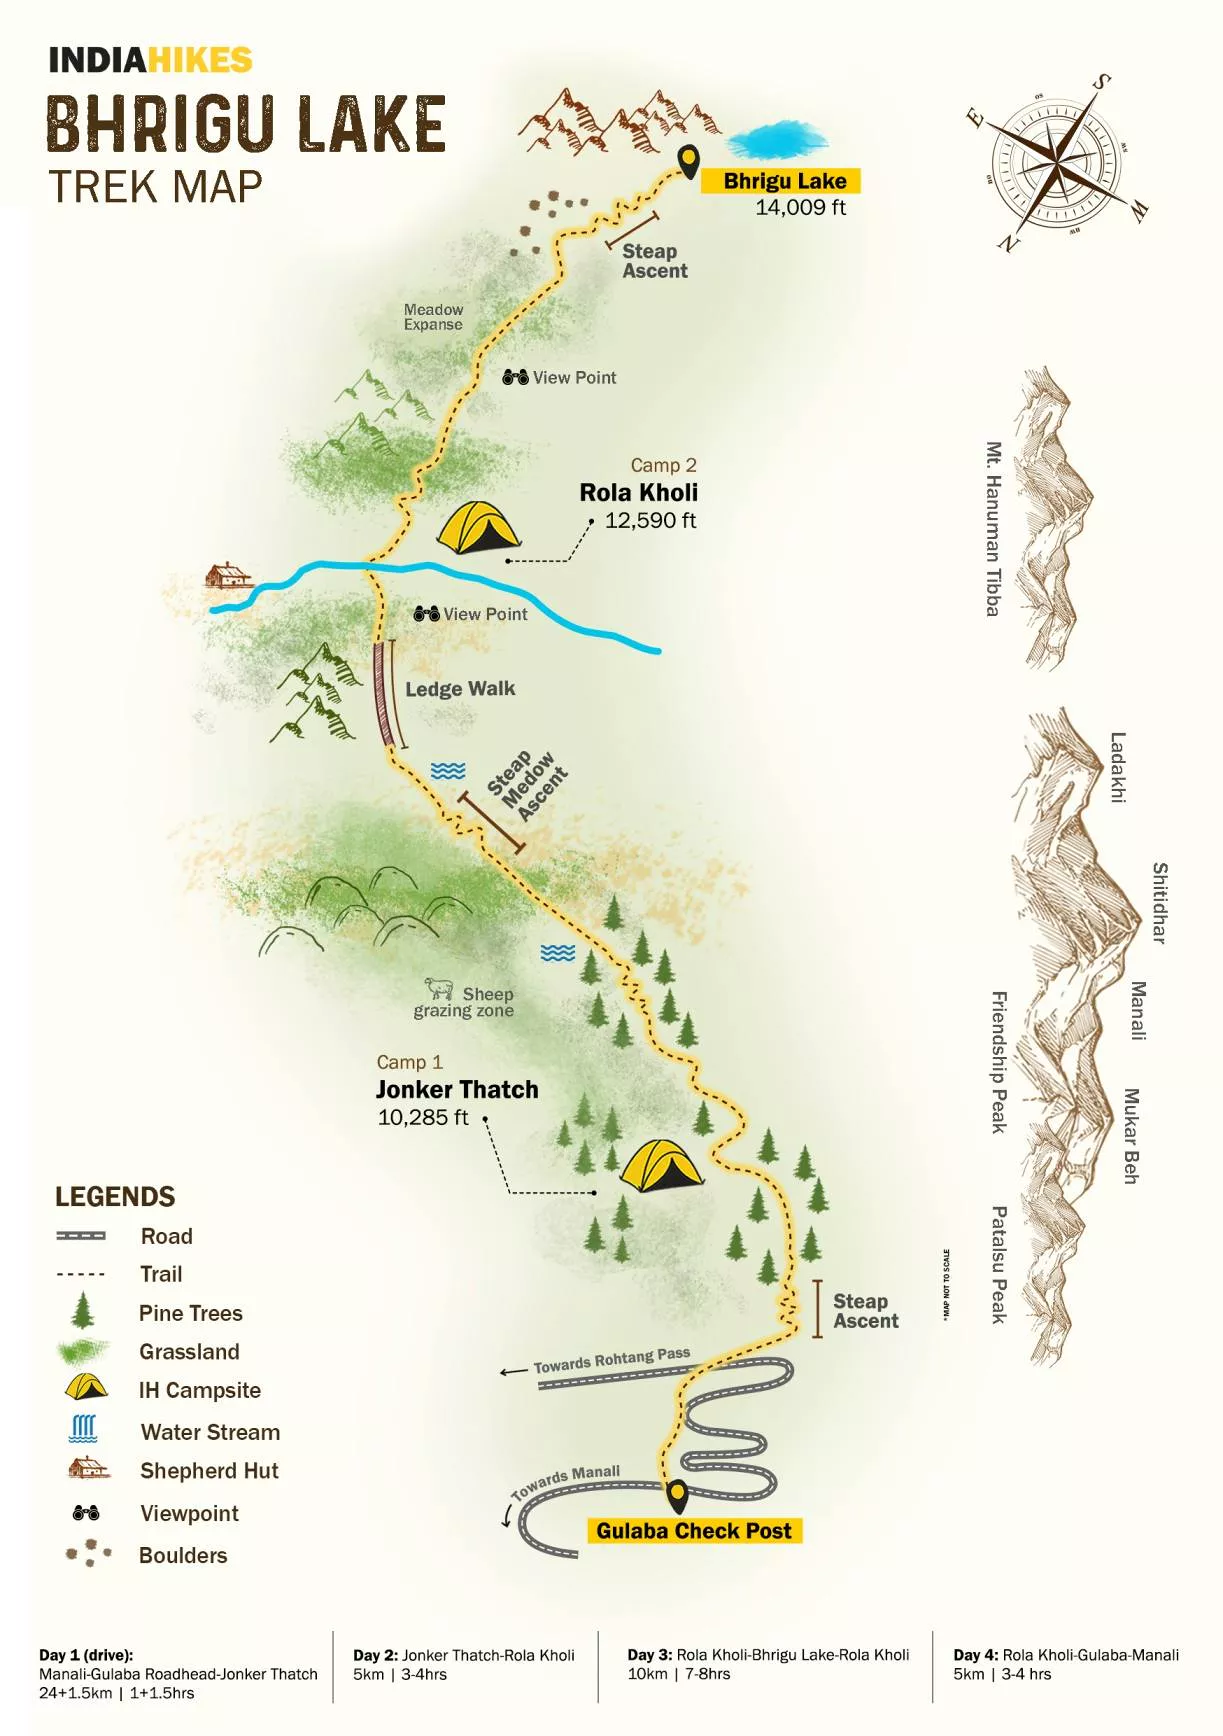 INDIAHIKES
BHRIGU LAKE
TREK MAP
S
E
W
N
SO
SW
NO
NW
Bhrigu Lake
14,009 ft
Steap
Ascent
Meadow
Expanse
View Point
Camp 2
Rola Kholi
12,590 ft
Mt. Hanuman Tibba
View Point
Ledge Walk
Steap
Medow
Ascent
Ladakhi
Shitidhar
Manali
Friendship Peak
Mukar Beh
Patalsu Peak
Sheep
grazing zone
Camp 1
Jonker Thatch
10,285 ft
*MAP NOT TO SCALE
Steap
Ascent
Towards Rohtang Pass
Towards Manali
Gulaba Check Post
LEGENDS
Road
Trail
Pine Trees
Grassland
IH Campsite
Water Stream
Shepherd Hut
Viewpoint
Boulders
Day 1 (drive):
Manali-Gulaba Roadhead-Jonker Thatch
24+1.5km | 1+1.5hrs
Day 2: Jonker Thatch-Rola Kholi
5km | 3-4hrs
Day 3: Rola Kholi-Bhrigu Lake-Rola Kholi
10km | 7-8hrs
Day 4: Rola Kholi-Gulaba-Manali
5km | 3-4 hrs